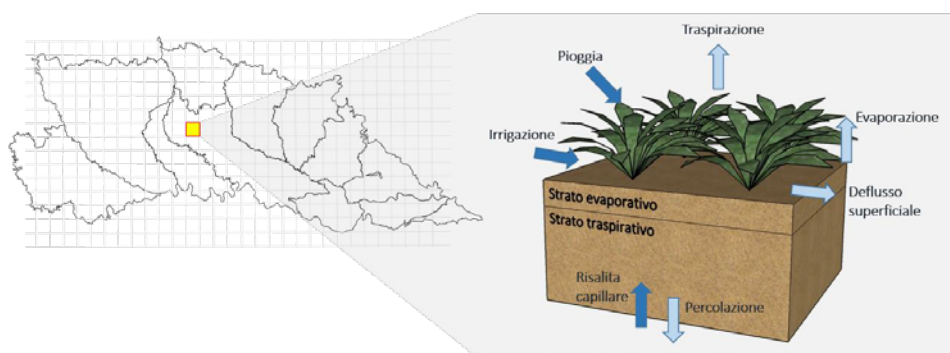 Traspirazione
Pioggia
Evaporazione
Irrigazione
Strato evaporativo
Deflusso
superficiale
Strato traspirativo
Risalita
capillare
Percolazione